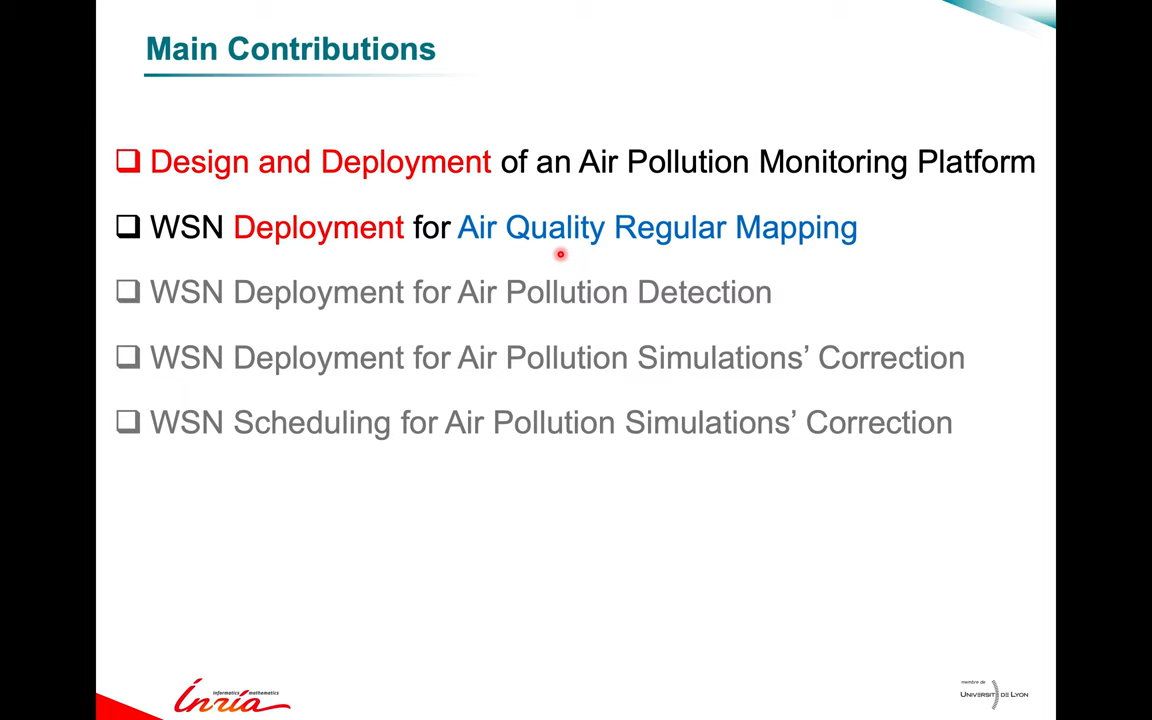 Main Contributions
❑ Design and Deployment of an Air Pollution Monitoring Platform
❑ WSN Deployment for Air Quality Regular Mapping
❑ WSN Deployment for Air Pollution Detection
❑ WSN Deployment for Air Pollution Simulations’ Correction
❑ WSN Scheduling for Air Pollution Simulations’ Correction
informatics mathematics
Inria
membre de
UNIVERSITÉ DE LYON